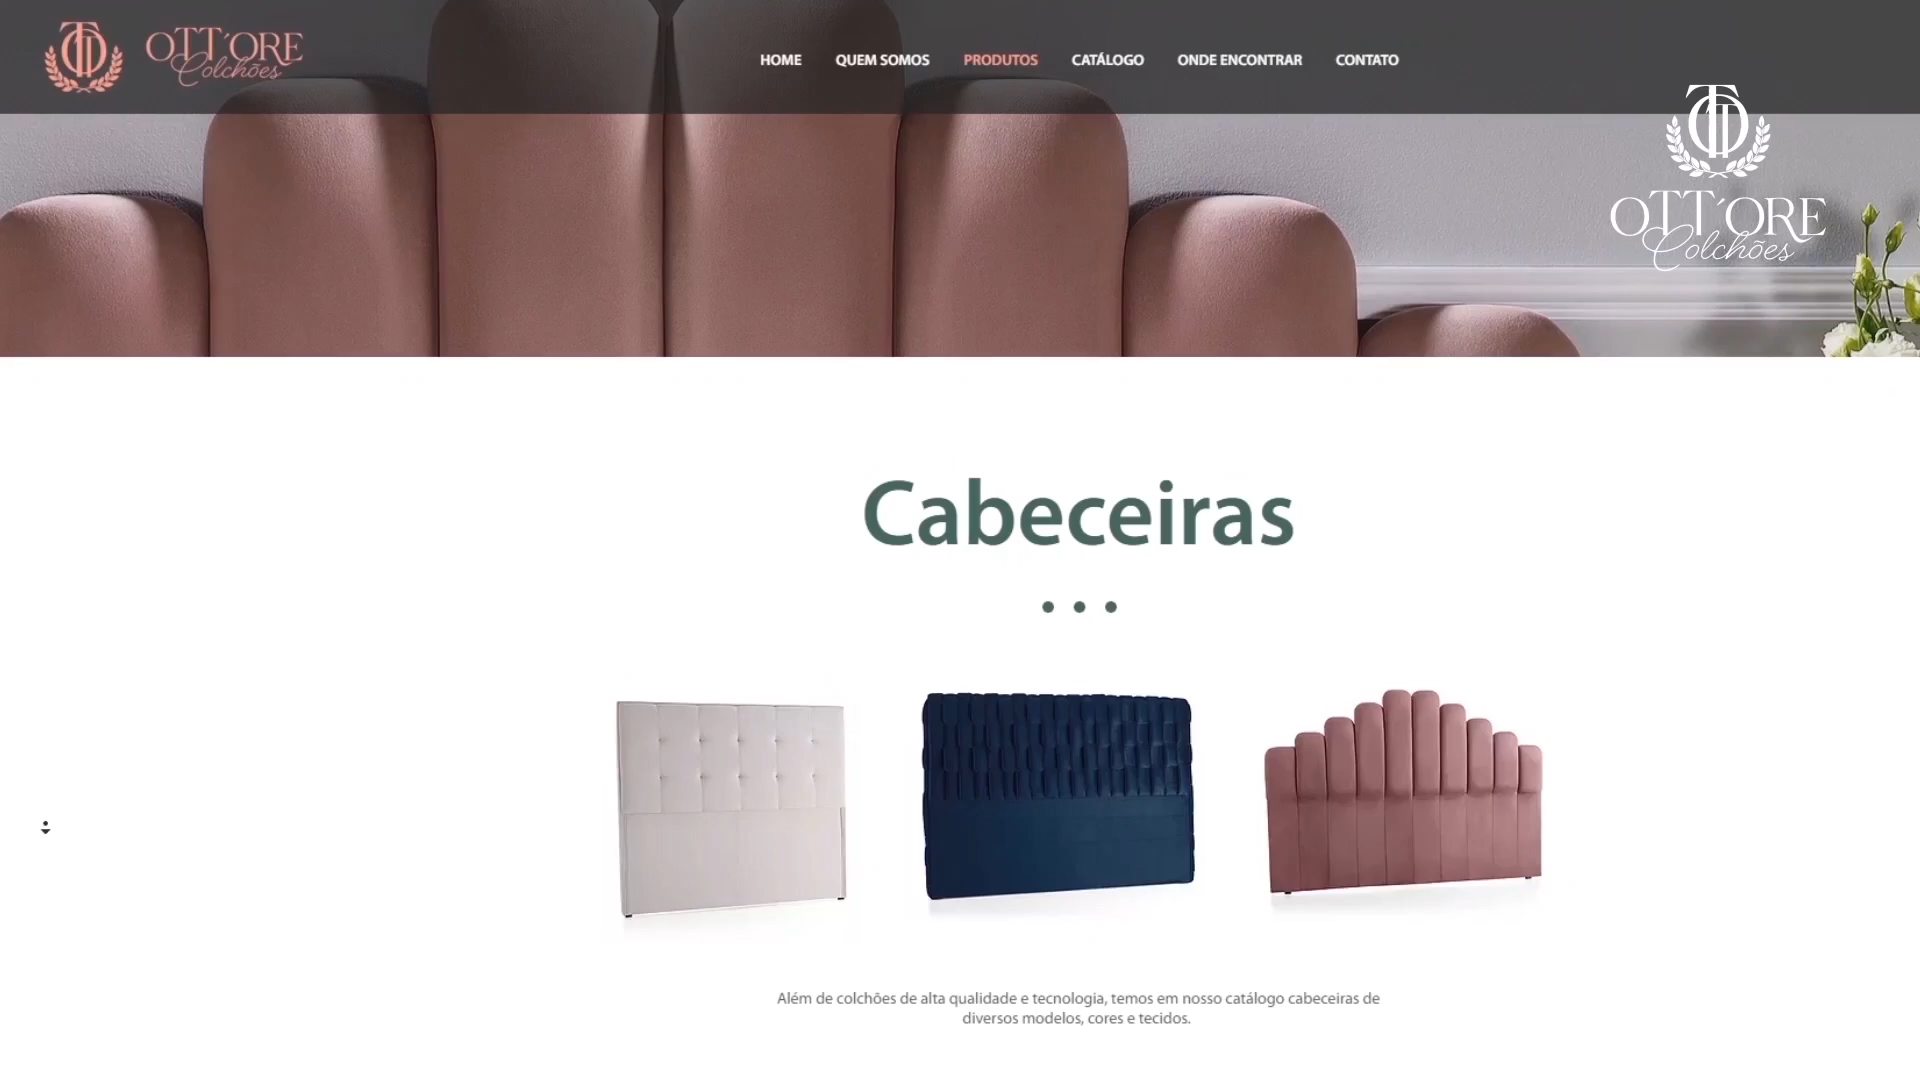 OTT'ORE
Colchões
HOME QUEM SOMOS PRODUTOS CATÁLOGO ONDE ENCONTRAR CONTATO
OTT'ORE
Colchões
Cabeceiras
Além de colchões de alta qualidade e tecnologia, temos em nosso catálogo cabeceiras de
diversos modelos, cores e tecidos.